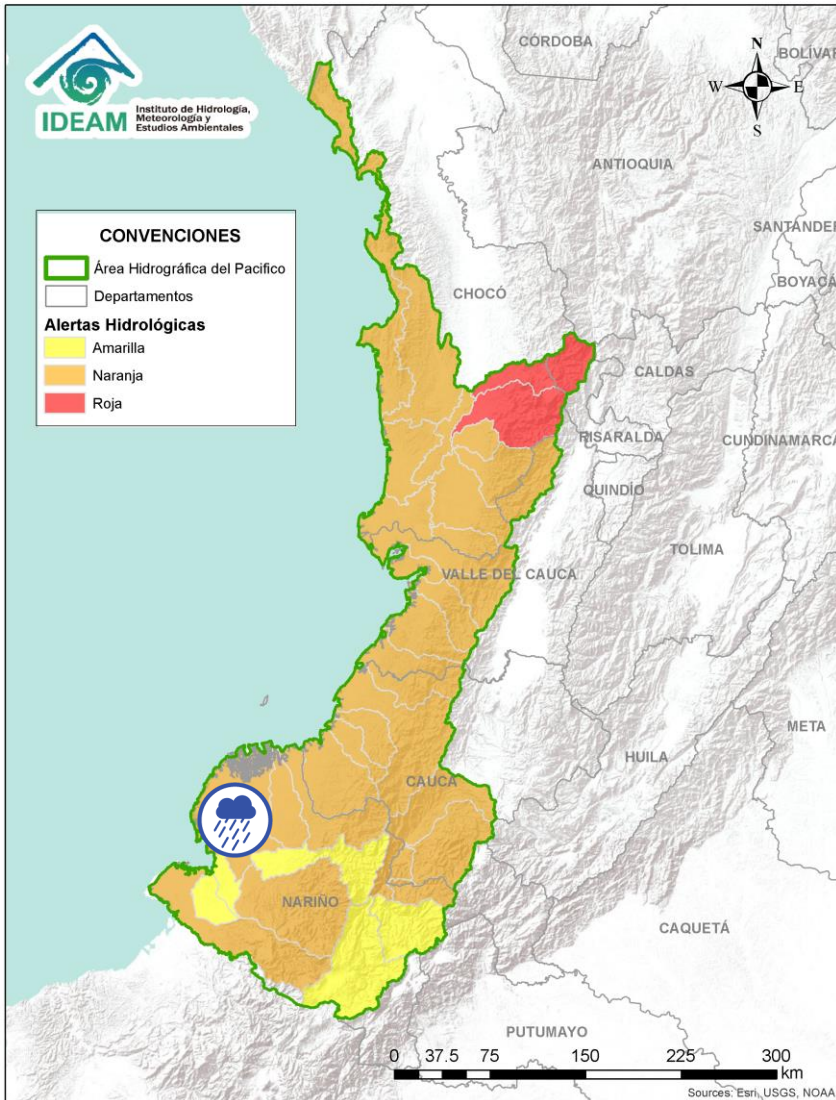 IDEAM
Instituto de Hidrología,
Meteorología y
Estudios Ambientales
CÓRDOBA
BOLÍVAR
N
W
E
S
ANTIOQUIA
CONVENCIONES
Área Hidrográfica del Pacifico
Departamentos
Alertas Hidrológicas
Amarilla
Naranja
Roja
SANTANDER
BOYACÁ
CHOCÓ
CALDAS
RISARALDA
CUNDINAMARCA
QUINDÍO
TOLIMA
VALLE DEL CAUCA
META
HUILA
CAUCA
NARIÑO
CAQUETÁ
PUTUMAYO
0 37.5 75 150 225 300
km
Sources: Esri, USGS, NOAA